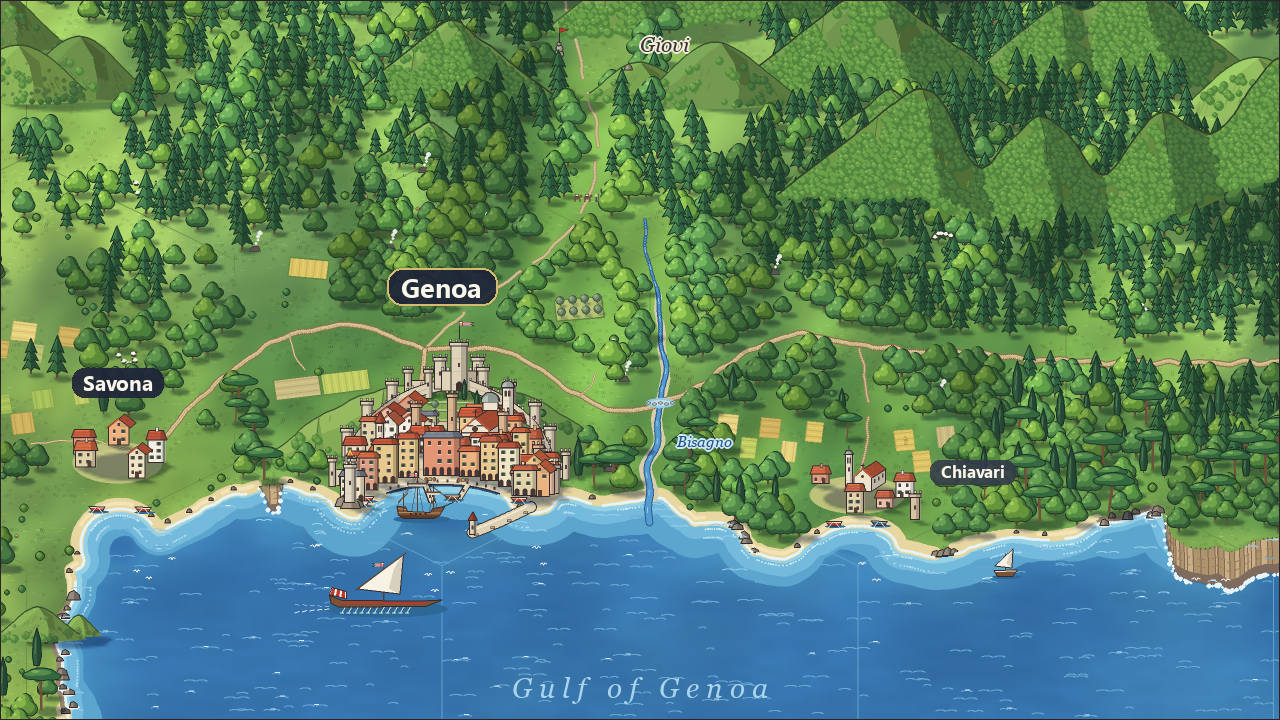 Giovi
Genoa
Savona
Bisagno
Chiavari
Gulf of Genoa